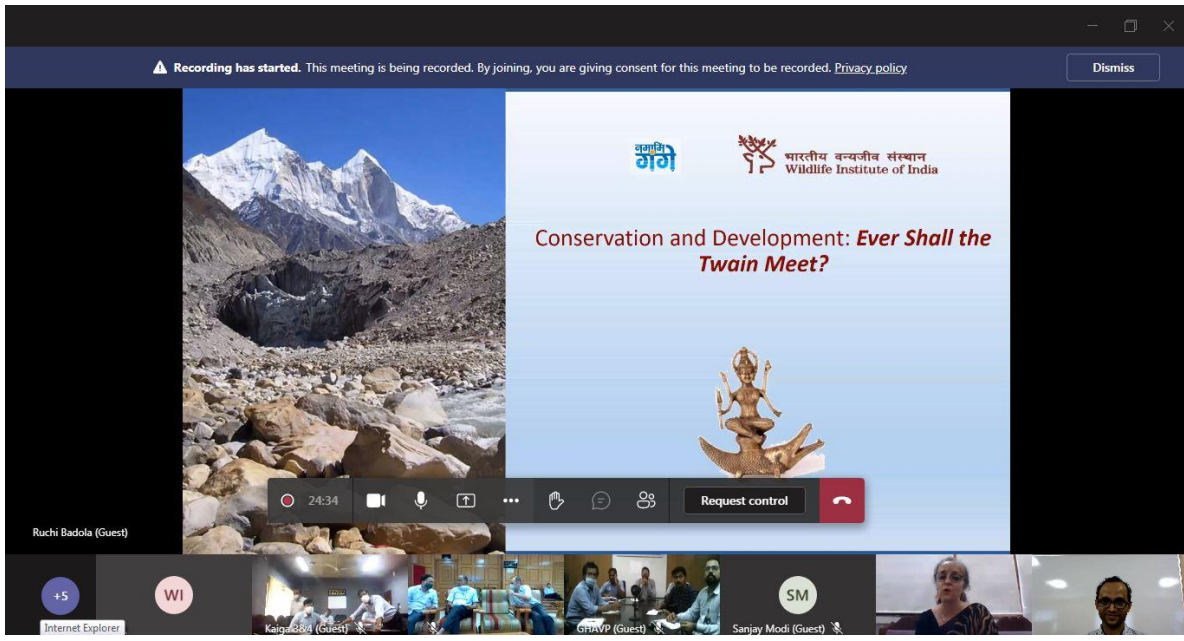 Recording has started. This meeting is being recorded. By joining, you are giving consent for this meeting to be recorded. Privacy policy
Dismiss
नमामि
गंगे
भारतीय वन्यजीव संस्थान
Wildlife Institute of India
Conservation and Development: Ever Shall the
Twain Meet?
24:34
Request control
Ruchi Badola (Guest)
+5
WI
SM
Kaiga 3&4 (Guest)
GHAVP (Guest)
Sanjay Modi (Guest)
Internet Explorer